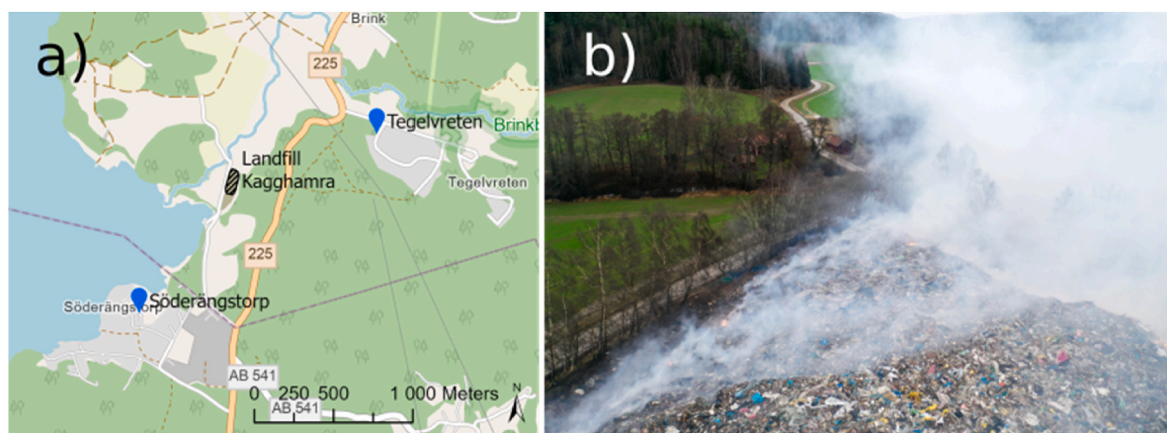 a)
Brink
225
Tegelvreten
Brinkb
Landfill
Kagghamra
Tegelvreten
225
Söderängstorp
Söderängstorp
AB 541
0 250 500 1 000 Meters
N
AB 541
b)